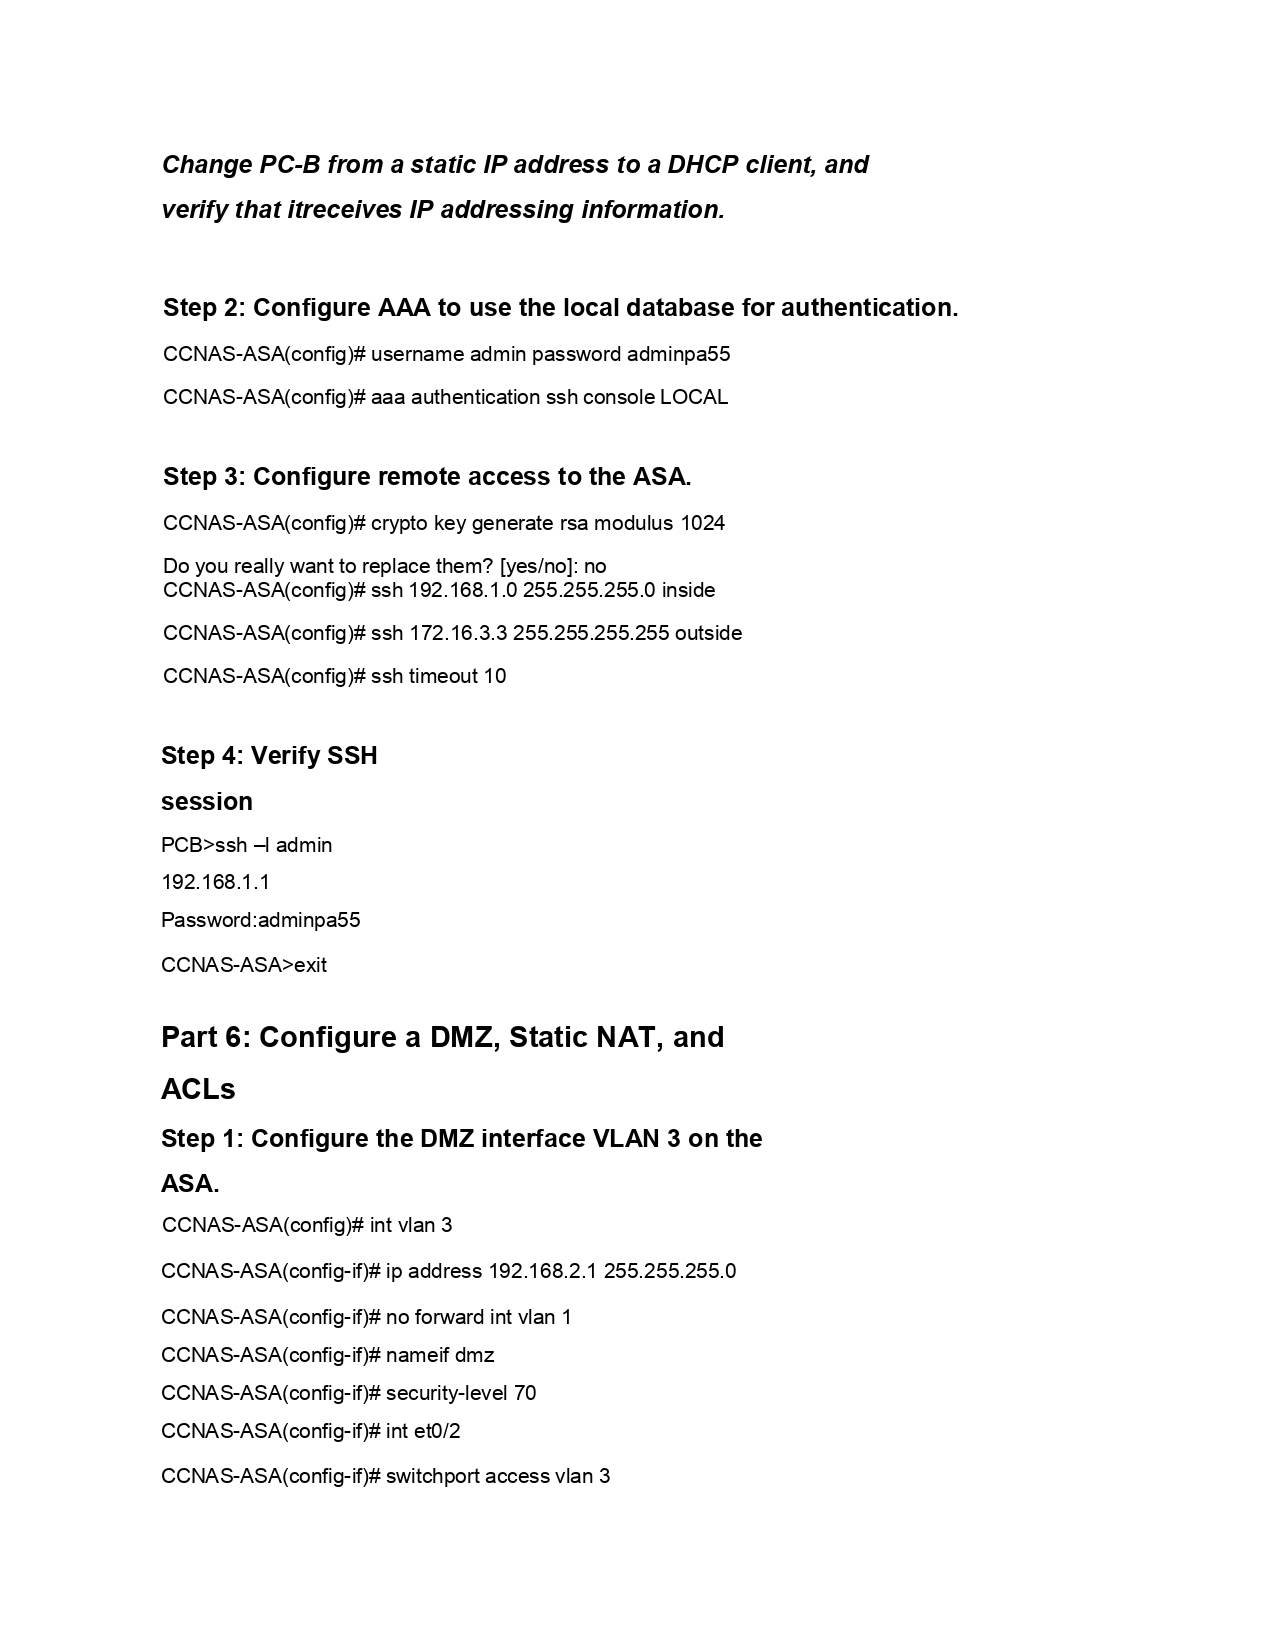 Change PC-B from a static IP address to a DHCP client, and
verify that itreceives IP addressing information.
Step 2: Configure AAA to use the local database for authentication.
CCNAS-ASA(config)# username admin password adminpa55
CCNAS-ASA(config)# aaa authentication ssh console LOCAL
Step 3: Configure remote access to the ASA.
CCNAS-ASA(config)# crypto key generate rsa modulus 1024
Do you really want to replace them? [yes/no]: no
CCNAS-ASA(config)# ssh 192.168.1.0 255.255.255.0 inside
CCNAS-ASA(config)# ssh 172.16.3.3 255.255.255.255 outside
CCNAS-ASA(config)# ssh timeout 10
Step 4: Verify SSH
session
PCB>ssh –l admin
192.168.1.1
Password:adminpa55
CCNAS-ASA>exit
Part 6: Configure a DMZ, Static NAT, and
ACLs
Step 1: Configure the DMZ interface VLAN 3 on the
ASA.
CCNAS-ASA(config)# int vlan 3
CCNAS-ASA(config-if)# ip address 192.168.2.1 255.255.255.0
CCNAS-ASA(config-if)# no forward int vlan 1
CCNAS-ASA(config-if)# nameif dmz
CCNAS-ASA(config-if)# security-level 70
CCNAS-ASA(config-if)# int et0/2
CCNAS-ASA(config-if)# switchport access vlan 3